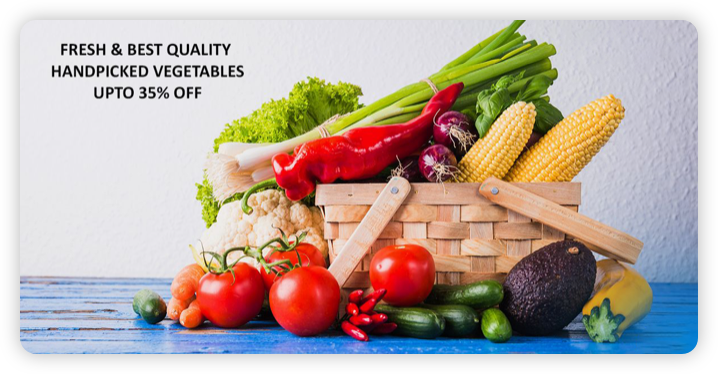 FRESH & BEST QUALITY
HANDPICKED VEGETABLES
UPTO 35% OFF